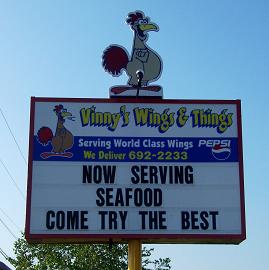 Vinny's Wings & Things
Serving World Class Wings PEPSI
We Deliver 692-2233
NOW SERVING
SEAFOOD
COME TRY THE BEST